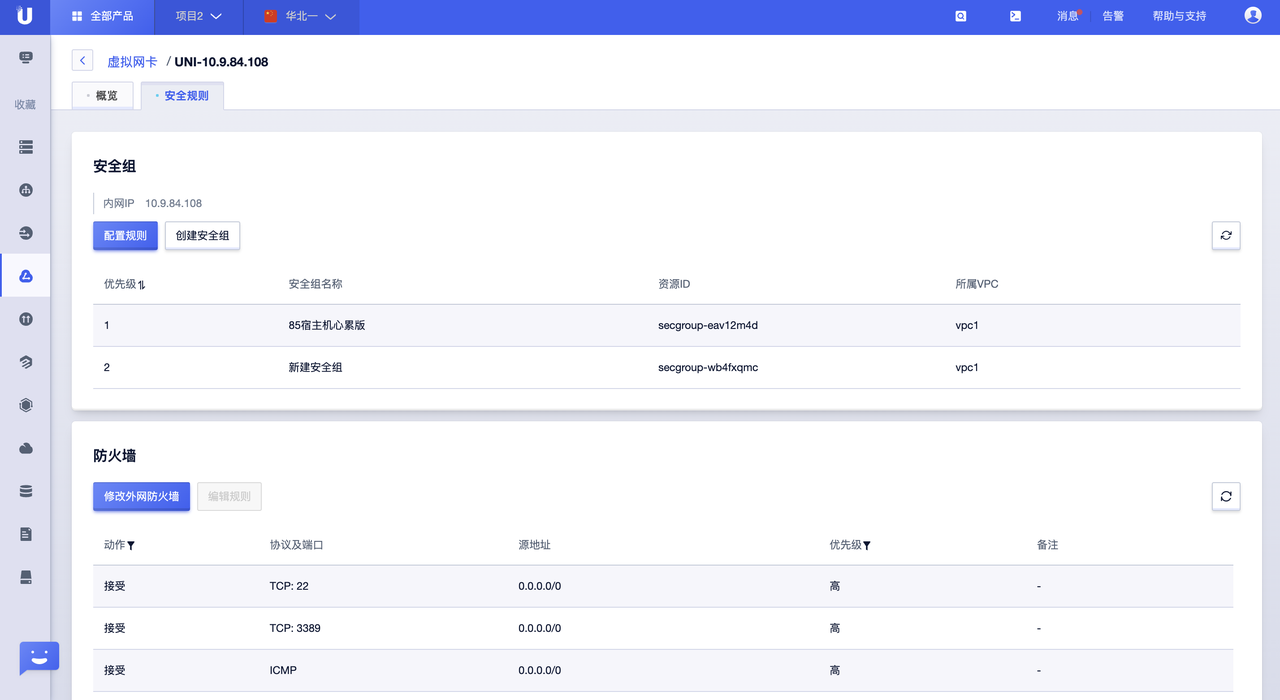 全部产品 项目2 华北一 消息 告警 帮助与支持
收藏
虚拟网卡 / UNI-10.9.84.108
概览 安全规则
安全组
内网IP 10.9.84.108
配置规则 创建安全组
优先级 安全组名称 资源ID 所属VPC
1 85宿主机心累版 secgroup-eav12m4d vpc1
2 新建安全组 secgroup-wb4fxqmc vpc1
防火墙
修改外网防火墙 编辑规则
动作 协议及端口 源地址 优先级 备注
接受 TCP: 22 0.0.0.0/0 高 -
接受 TCP: 3389 0.0.0.0/0 高 -
接受 ICMP 0.0.0.0/0 高 -